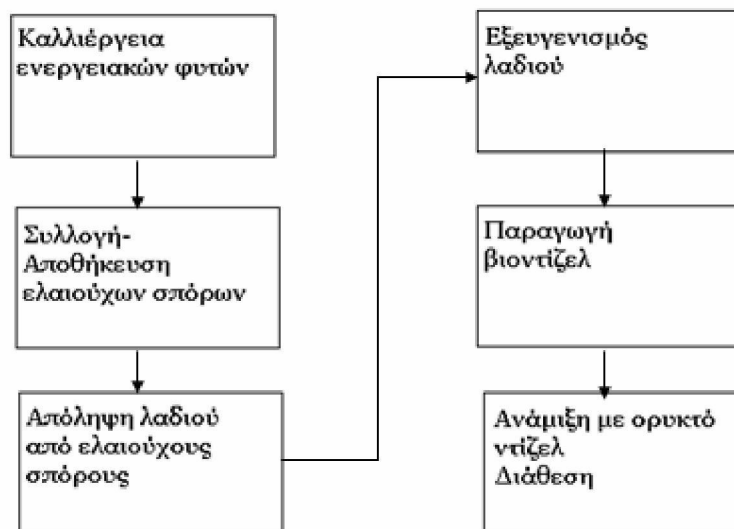 Καλλιέργεια
ενεργειακών φυτών
Συλλογή-
Αποθήκευση
ελαιούχων σπόρων
Απόληψη λαδιού
από ελαιούχους
σπόρους
Εξευγενισμός
λαδιού
Παραγωγή
βιοντίζελ
Ανάμιξη με ορυκτό
ντίζελ
Διάθεση